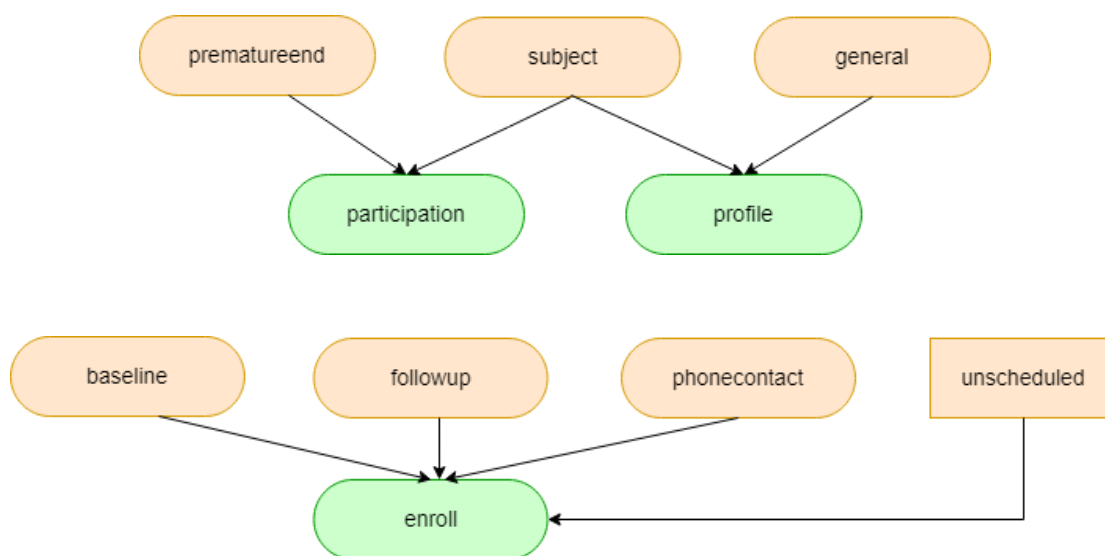 prematureend
subject
general
participation
profile
baseline
followup
phonecontact
unscheduled
enroll